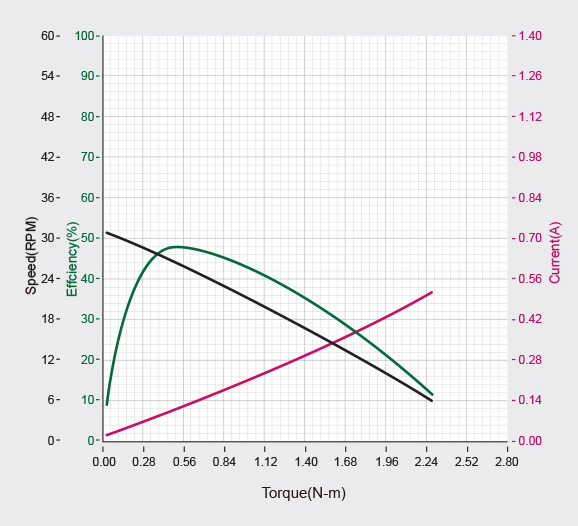 60- 100- - 1.40
54- 90- - 1.26
48- 80- - 1.12
42- 70- - 0.98
36- 60- - 0.84
30- 50- - 0.70
24- 40- - 0.56
18- 30- - 0.42
12- 20- - 0.28
6- 10- - 0.14
0- 0- - 0.00
Speed(RPM)
Effciency(%)
Current(A)
0.00 0.28 0.56 0.84 1.12 1.40 1.68 1.96 2.24 2.52 2.80
Torque(N-m)